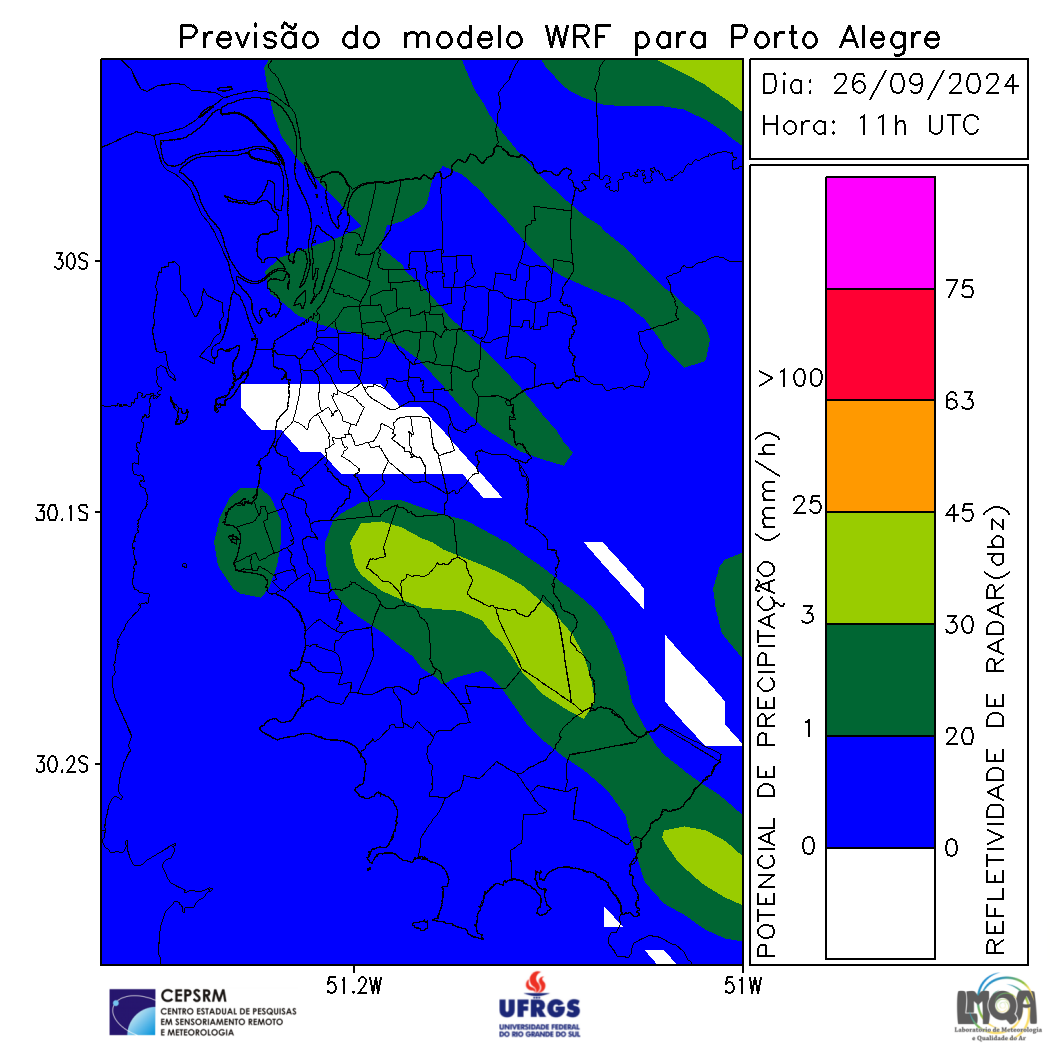 Previsão do modelo WRF para Porto Alegre
Dia: 26/09/2024
Hora: 11h UTC
30S
30.1S
30.2S
51.2W
51W
POTENCIAL DE PRECIPITAÇÃO (mm/h)
>100
25
3
1
0
75
63
45
30
20
0
REFLETIVIDADE DE RADAR(dbz)
CEPSRM
CENTRO ESTADUAL DE PESQUISAS
EM SENSORIAMENTO REMOTO
E METEOROLOGIA
UFRGS
UNIVERSIDADE FEDERAL
DO RIO GRANDE DO SUL
LMQA
Laboratório de Meteorologia
e Qualidade do Ar